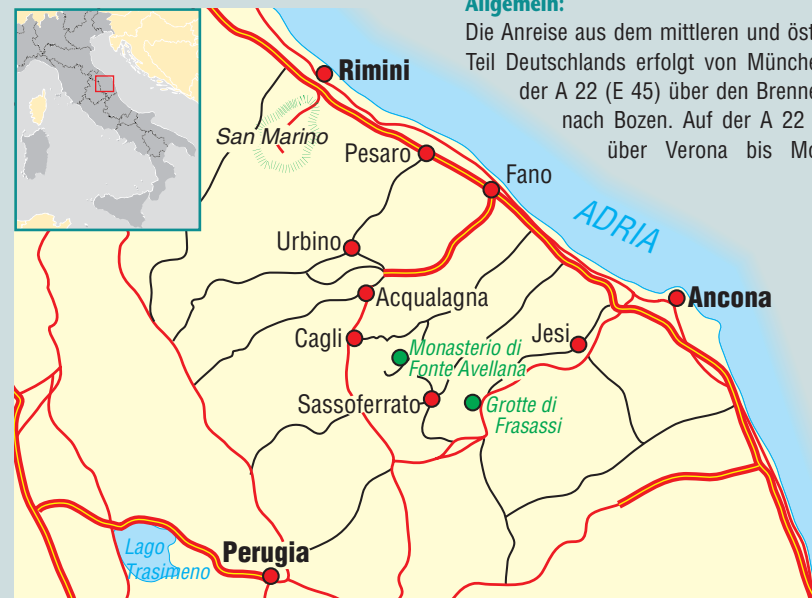 Allgemein:
Die Anreise aus dem mittleren und öst
Teil Deutschlands erfolgt von Münche
der A 22 (E 45) über den Brenne
nach Bozen. Auf der A 22
über Verona bis Mo
Rimini
San Marino
Pesaro
Fano
ADRIA
Urbino
Acqualagna
Ancona
Cagli
Jesi
Monasterio di
Fonte Avellana
Sassoferrato
Grotte di
Frasassi
Lago
Trasimeno
Perugia